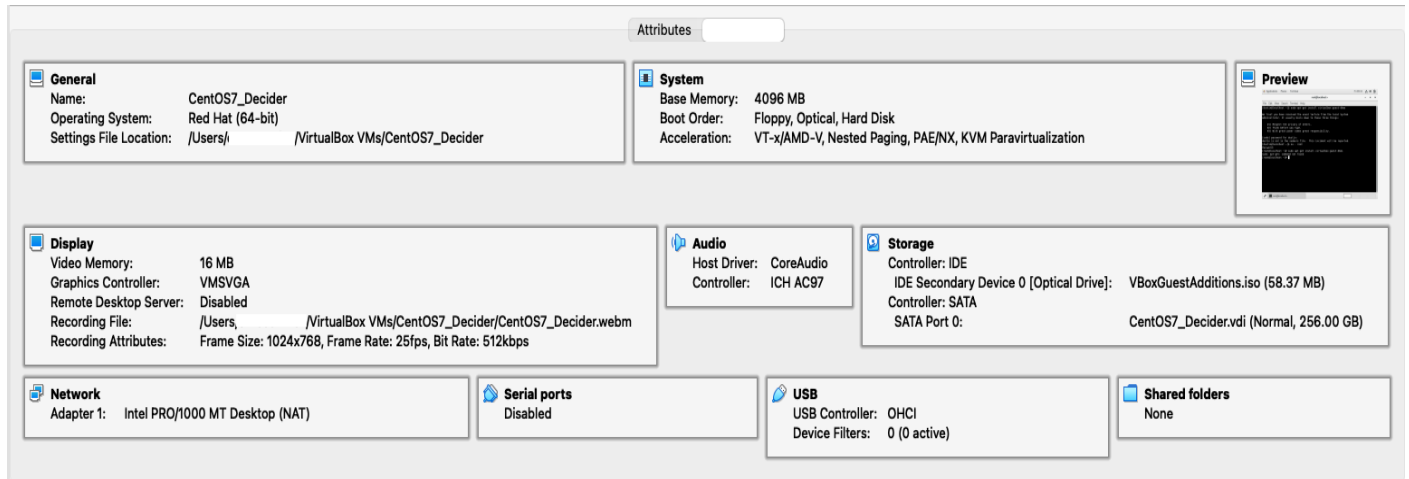 Attributes
General
Name: CentOS7_Decider
Operating System: Red Hat (64-bit)
Settings File Location: /Users/ /VirtualBox VMs/CentOS7_Decider
System
Base Memory: 4096 MB
Boot Order: Floppy, Optical, Hard Disk
Acceleration: VT-x/AMD-V, Nested Paging, PAE/NX, KVM Paravirtualization
Preview
Display
Video Memory: 16 MB
Graphics Controller: VMSVGA
Remote Desktop Server: Disabled
Recording File: /Users, /VirtualBox VMs/CentOS7_Decider/CentOS7_Decider.webm
Recording Attributes: Frame Size: 1024x768, Frame Rate: 25fps, Bit Rate: 512kbps
Audio
Host Driver: CoreAudio
Controller: ICH AC97
Storage
Controller: IDE
IDE Secondary Device 0 [Optical Drive]: VBoxGuestAdditions.iso (58.37 MB)
Controller: SATA
SATA Port 0: CentOS7_Decider.vdi (Normal, 256.00 GB)
Network
Adapter 1: Intel PRO/1000 MT Desktop (NAT)
Serial ports
Disabled
USB
USB Controller: OHCI
Device Filters: 0 (0 active)
Shared folders
None